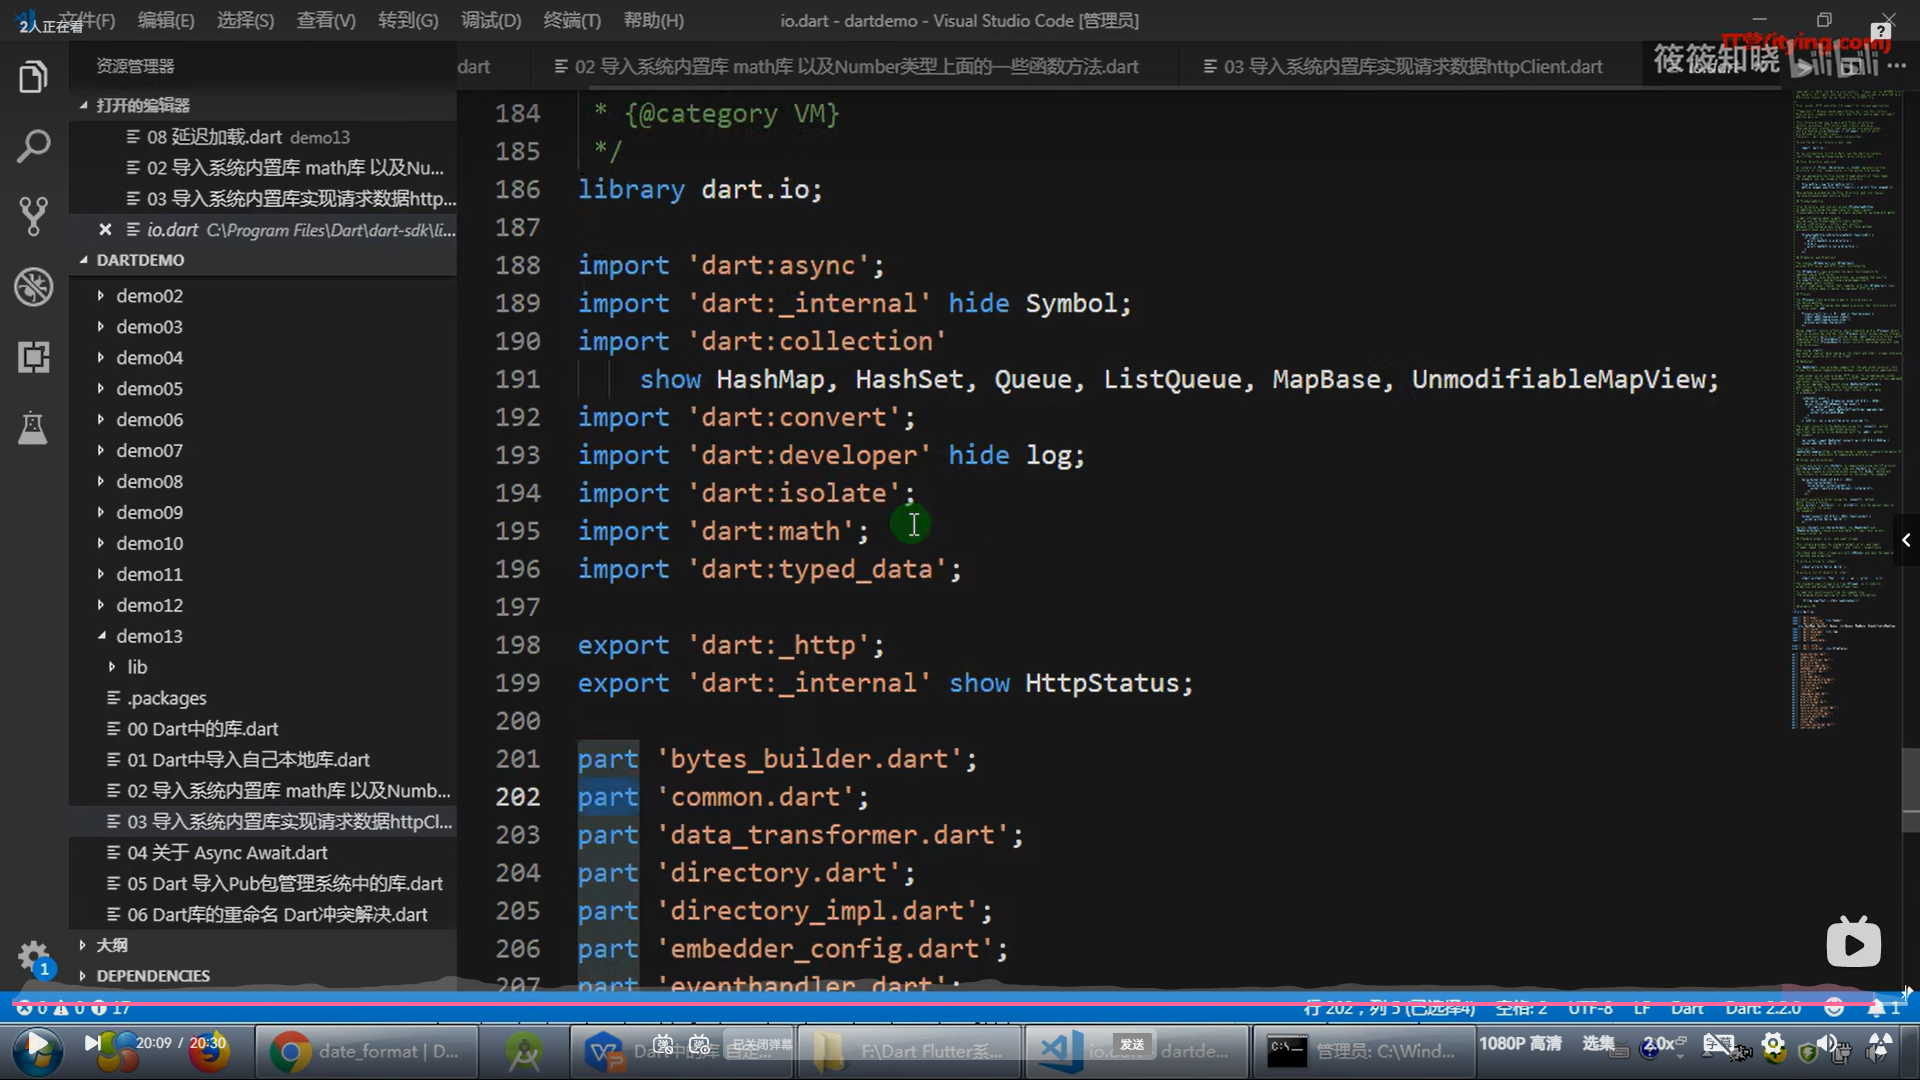 2人正在看
文件(F) 编辑(E) 选择(S) 查看(V) 转到(G) 调试(D) 终端(T) 帮助(H)
io.dart - dartdemo - Visual Studio Code [管理员]
资源管理器
打开的编辑器
08 延迟加载.dart demo13
02 导入系统内置库 math库 以及Nu...
03 导入系统内置库实现请求数据http...
io.dart C:\Program Files\Dart\dart-sdk\li...
DARTDEMO
demo02
demo03
demo04
demo05
demo06
demo07
demo08
demo09
demo10
demo11
demo12
demo13
lib
.packages
00 Dart中的库.dart
01 Dart中导入自己本地库.dart
02 导入系统内置库 math库 以及Numb...
03 导入系统内置库实现请求数据httpCl...
04 关于 Async Await.dart
05 Dart 导入Pub包管理系统中的库.dart
06 Dart库的重命名 Dart冲突解决.dart
大纲
DEPENDENCIES
dart
02 导入系统内置库 math库 以及Number类型上面的一些函数方法.dart
03 导入系统内置库实现请求数据httpClient.dart
筱筱知晓 bilibili
184 * {@category VM}
185 */
186 library dart.io;
187
188 import 'dart:async';
189 import 'dart:_internal' hide Symbol;
190 import 'dart:collection'
191 show HashMap, HashSet, Queue, ListQueue, MapBase, UnmodifiableMapView;
192 import 'dart:convert';
193 import 'dart:developer' hide log;
194 import 'dart:isolate';
195 import 'dart:math';
196 import 'dart:typed_data';
197
198 export 'dart:_http';
199 export 'dart:_internal' show HttpStatus;
200
201 part 'bytes_builder.dart';
202 part 'common.dart';
203 part 'data_transformer.dart';
204 part 'directory.dart';
205 part 'directory_impl.dart';
206 part 'embedder_config.dart';
207 part 'eventhandler.dart';
1
0 0 17
行 202，列 5 (已选择4) 空格: 2 UTF-8 LF Dart Dart: 2.2.0 1
20:09 / 20:30
date_format | D...
已关闭弹幕
F:\Dart Flutter系...
发送
io.dart - dartde...
管理员: C:\Wind...
1080P 高清 选集 2.0x 字幕